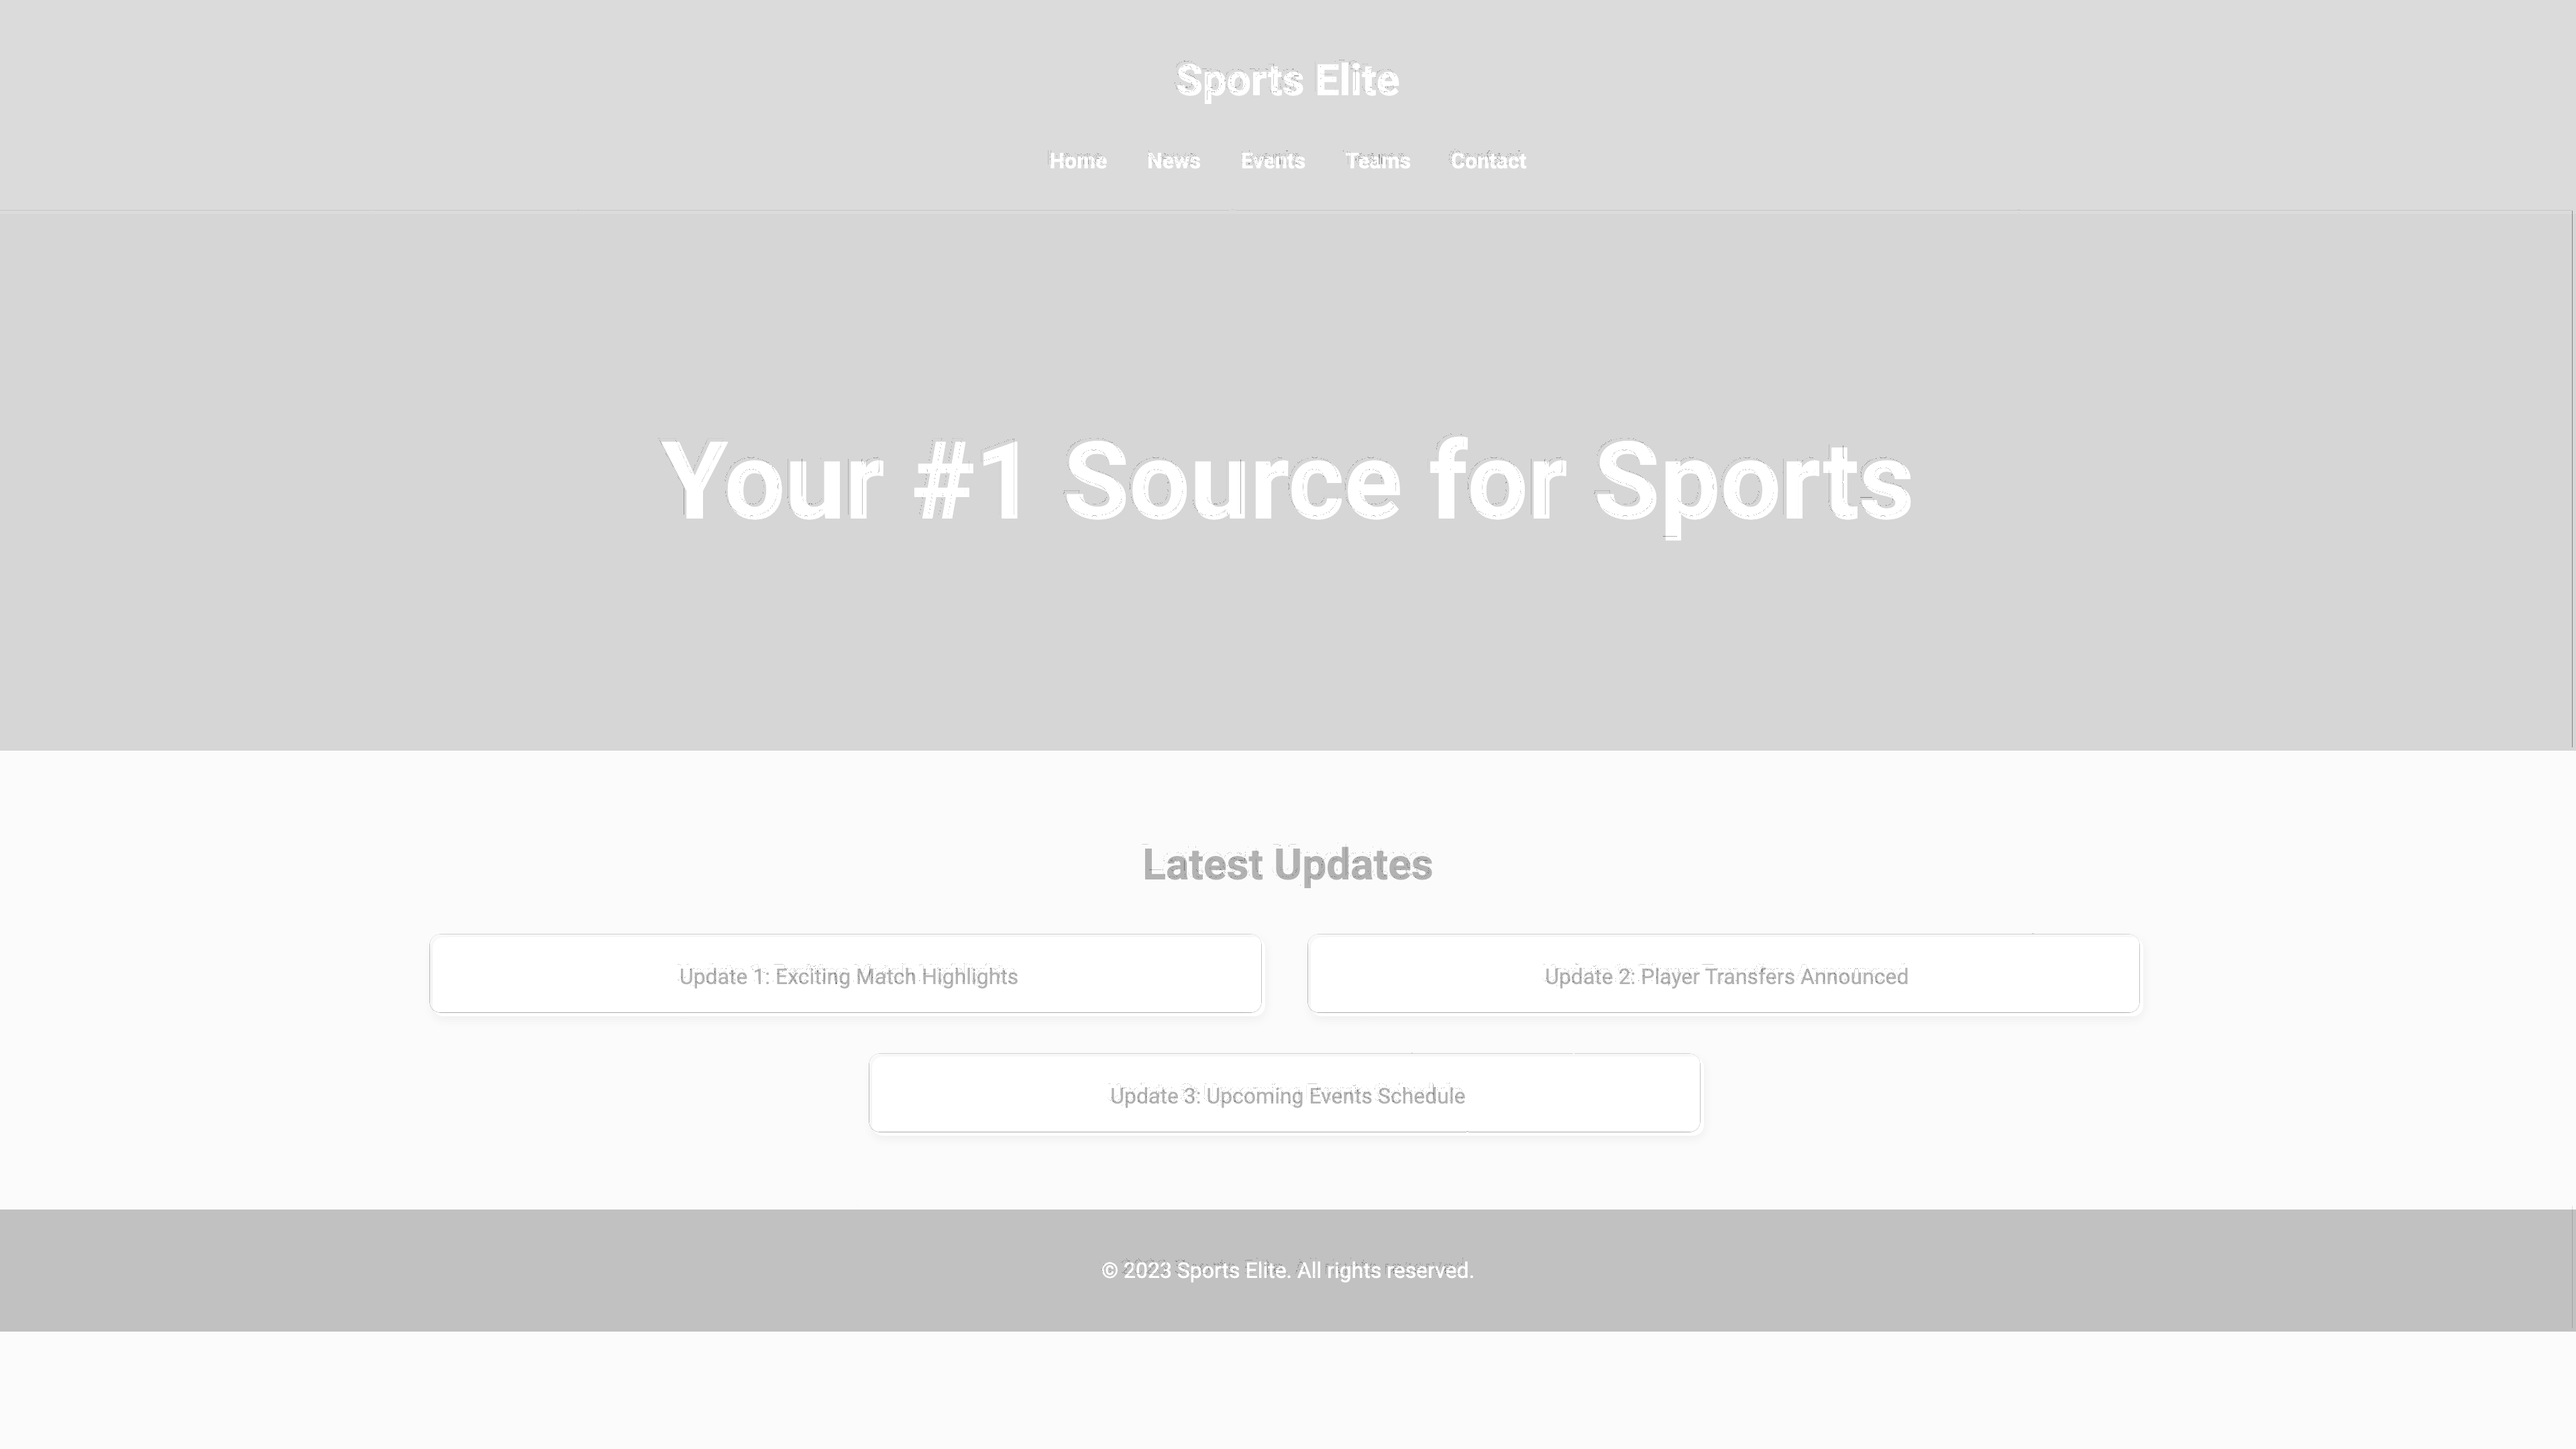 Sports Elite
Home News Events Teams Contact
Your #1 Source for Sports
Latest Updates
Update 1: Exciting Match Highlights
Update 2: Player Transfers Announced
Update 3: Upcoming Events Schedule
© 2023 Sports Elite. All rights reserved.